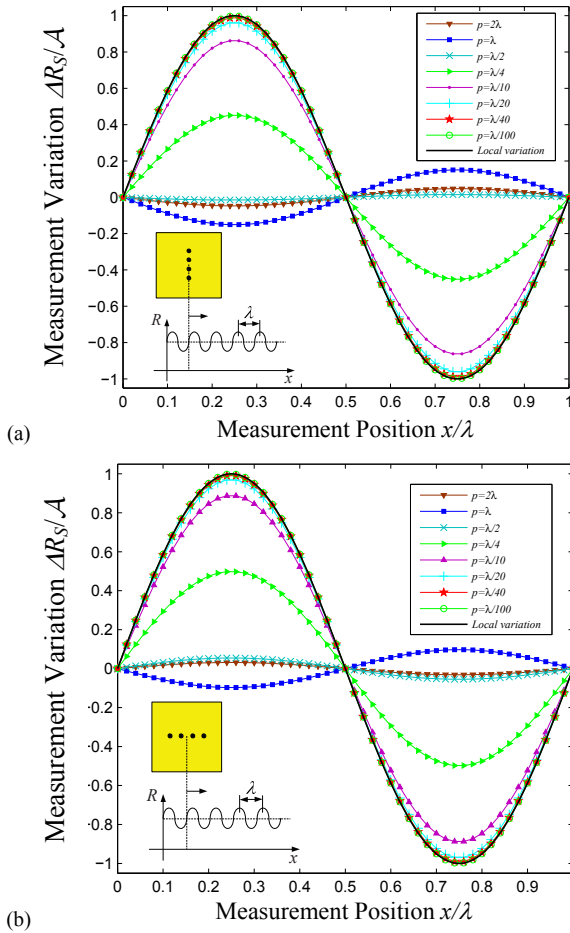 Measurement Variation ΔR_S/𝒜
1
0.8
0.6
0.4
0.2
0
−0.2
−0.4
−0.6
−0.8
−1
p=2λ
p=λ
p=λ/2
p=λ/4
p=λ/10
p=λ/20
p=λ/40
p=λ/100
Local variation
R
λ
x
0 0.1 0.2 0.3 0.4 0.5 0.6 0.7 0.8 0.9 1
(a)
Measurement Position x/λ
Measurement Variation ΔR_S/𝒜
1
0.8
0.6
0.4
0.2
0
−0.2
−0.4
−0.6
−0.8
−1
p=2λ
p=λ
p=λ/2
p=λ/4
p=λ/10
p=λ/20
p=λ/40
p=λ/100
Local variation
R
λ
x
0 0.1 0.2 0.3 0.4 0.5 0.6 0.7 0.8 0.9
(b)
Measurement Position x/λ